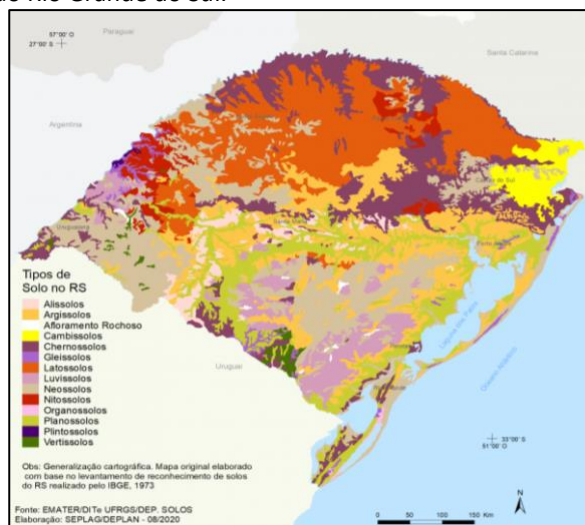 do Rio Grande do Sul.
Paraguai
57°00' S
27°00' S
Santa Catarina
Argentina
Uruguaiana
Porto Alegre
Laguna dos Patos
Oceano Atlântico
Uruguai
Tipos de
Solo no RS
Alissolos
Argissolos
Afloramento Rochoso
Cambissolos
Chernossolos
Gleissolos
Latossolos
Luvissolos
Neossolos
Nitossolos
Organossolos
Planossolos
Plintossolos
Vertissolos
33°00' S
51°00' S
Obs: Generalização cartográfica. Mapa original elaborado
com base no levantamento de reconhecimento de solos
do RS realizado pelo IBGE, 1973
Fonte: EMATER/DITe UFRGS/DEP. SOLOS
Elaboração: SEPLAG/DEPLAN - 08/2020
0 50 100 150 Km
N